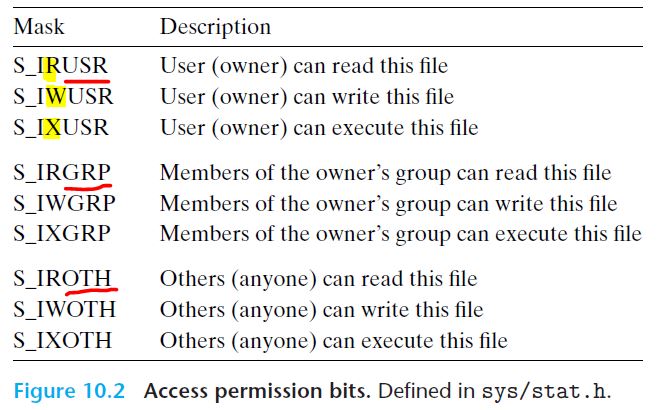 Mask Description
S_IRUSR User (owner) can read this file
S_IWUSR User (owner) can write this file
S_IXUSR User (owner) can execute this file
S_IRGRP Members of the owner's group can read this file
S_IWGRP Members of the owner's group can write this file
S_IXGRP Members of the owner's group can execute this file
S_IROTH Others (anyone) can read this file
S_IWOTH Others (anyone) can write this file
S_IXOTH Others (anyone) can execute this file
Figure 10.2 Access permission bits. Defined in sys/stat.h.